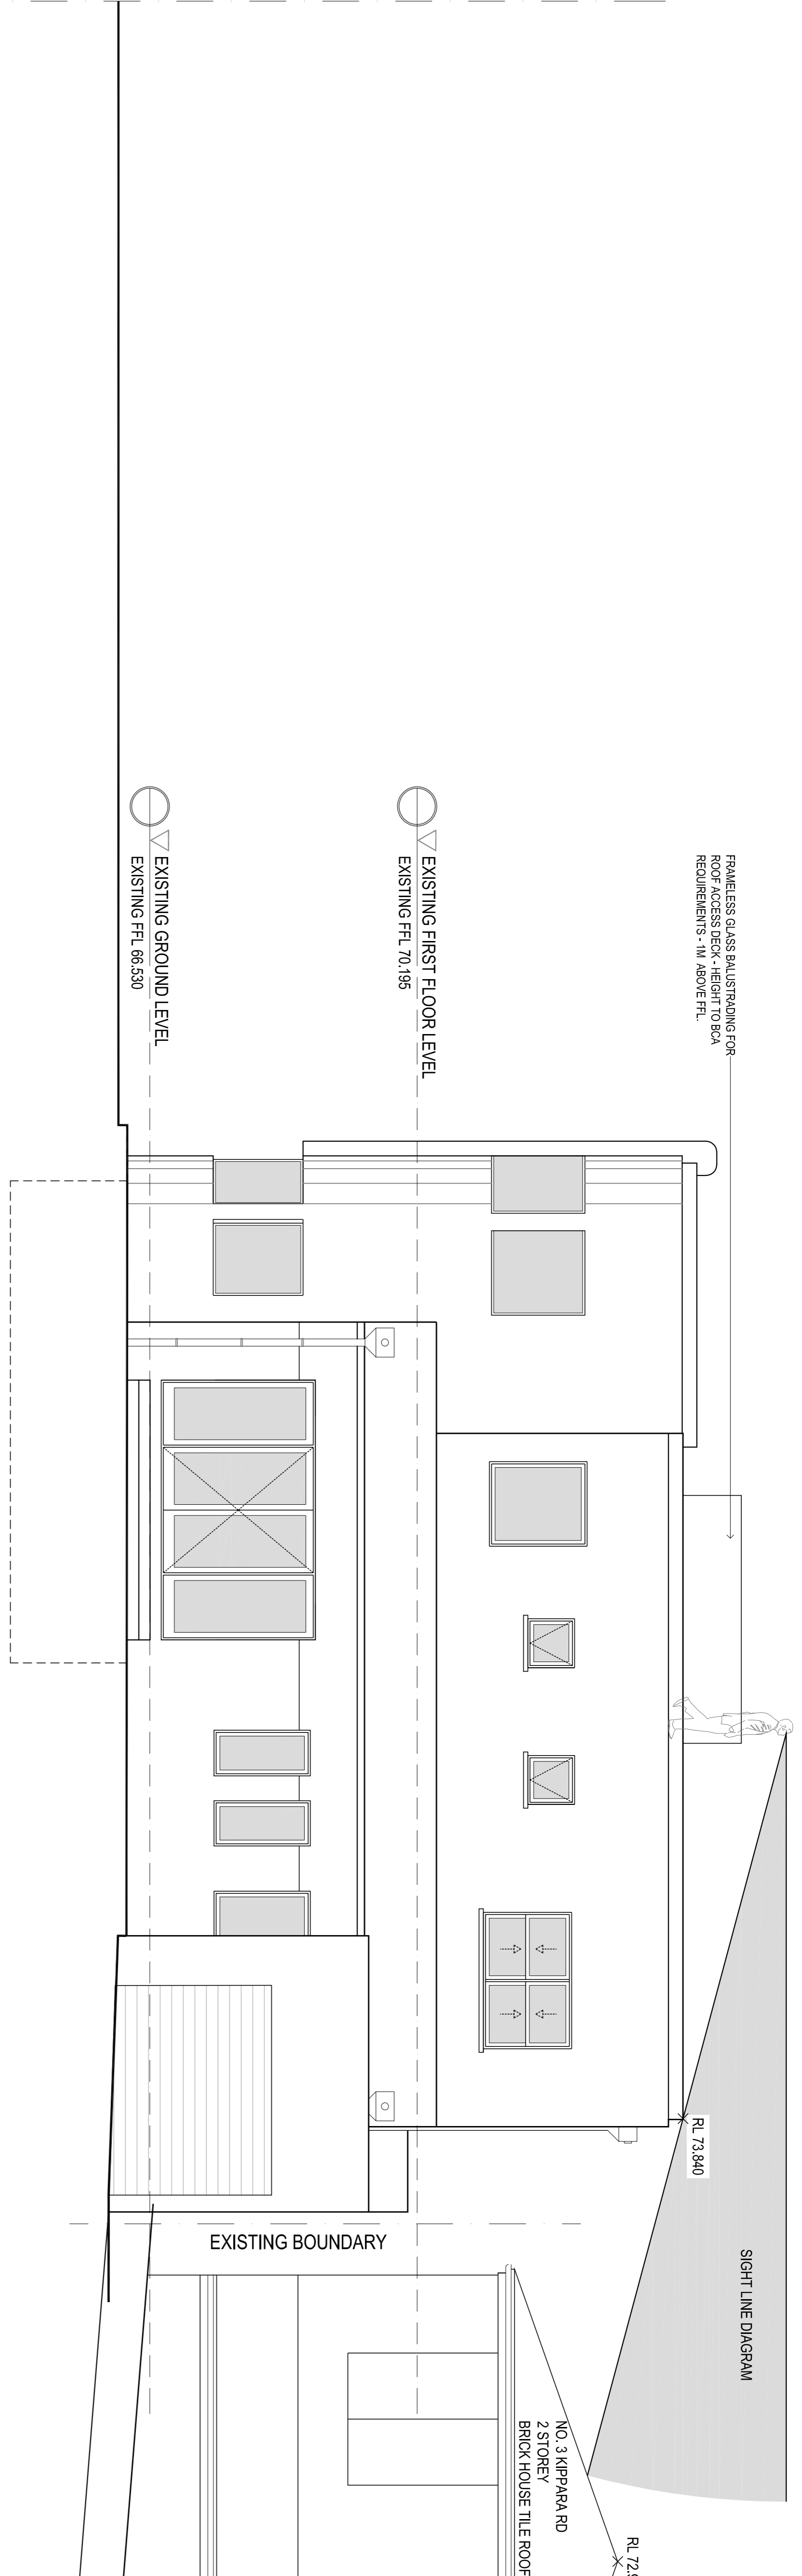 FRAMELESS GLASS BALUSTRADING FOR
ROOF ACCESS DECK - HEIGHT TO BCA
REQUIREMENTS - 1M ABOVE FFL.
EXISTING FIRST FLOOR LEVEL
EXISTING FFL 70.195
EXISTING GROUND LEVEL
EXISTING FFL 66.530
RL 73.840
SIGHT LINE DIAGRAM
EXISTING BOUNDARY
NO. 3 KIPPARA RD
2 STOREY
BRICK HOUSE TILE ROOF
RL